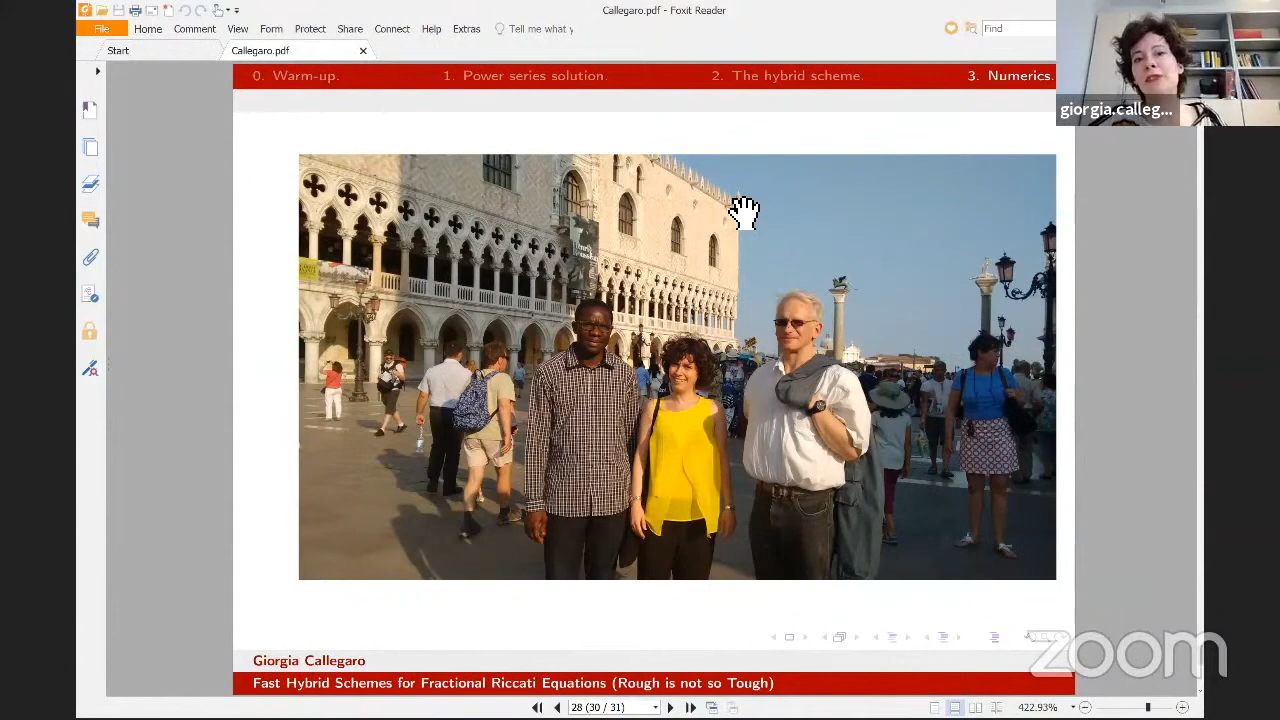 Callegaro.pdf - Foxit Reader
File Home Comment View Form Protect Share Connect Help Extras Tell me what y Find
Start Callegaro.pdf
0. Warm-up. 1. Power series solution. 2. The hybrid scheme. 3. Numerics.
giorgia.calleg...
Giorgia Callegaro
Fast Hybrid Schemes for Fractional Riccati Equations (Rough is not so Tough)
zoom
28 (30 / 31) 422.93%